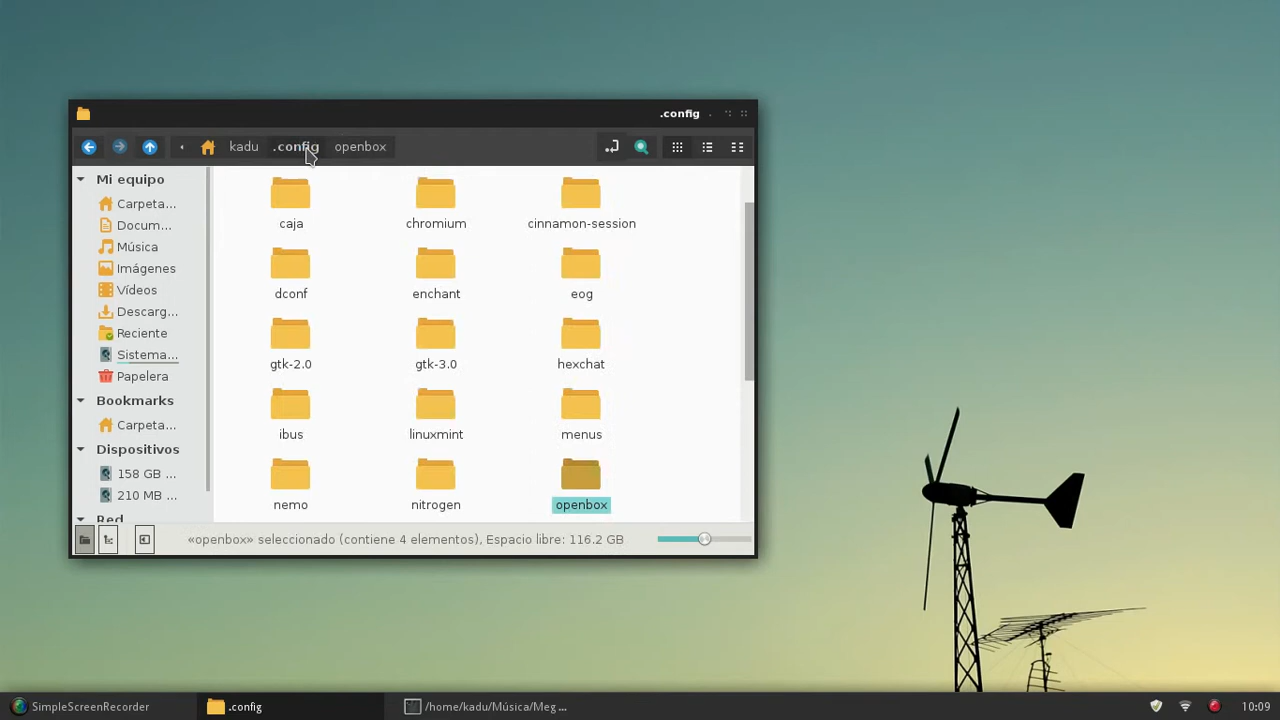 .config
kadu .config openbox
Mi equipo
Carpeta...
Docum...
Música
Imágenes
Vídeos
Descarg...
Reciente
Sistema...
Papelera
Bookmarks
Carpeta...
Dispositivos
158 GB ...
210 MB ...
Red
caja chromium cinnamon-session
dconf enchant eog
gtk-2.0 gtk-3.0 hexchat
ibus linuxmint menus
nemo nitrogen openbox
«openbox» seleccionado (contiene 4 elementos), Espacio libre: 116.2 GB
SimpleScreenRecorder .config /home/kadu/Música/Meg ... 10:09